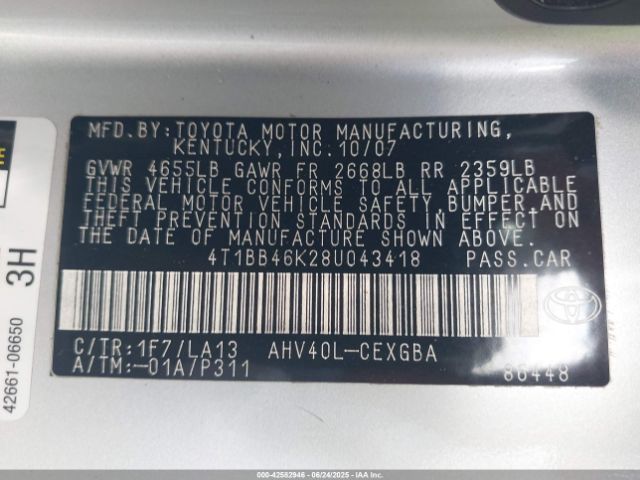 MFD.BY:TOYOTA MOTOR MANUFACTURING,
KENTUCKY,INC.10/07
GVWR 4655LB GAWR FR 2668LB RR 2359LB
THIS VEHICLE CONFORMS TO ALL APPLICABLE
FEDERAL MOTOR VEHICLE SAFETY, BUMPER,AND
THEFT PREVENTION STANDARDS IN EFFECT ON
THE DATE OF MANUFACTURE SHOWN ABOVE.
4T1BB46K28U043418 PASS.CAR
C/TR:1F7/LA13 AHV40L-CEXGBA
A/TM:-01A/P311 86448
3H
42661-06650
000-42582946 - 06/24/2025 - IAAI.COM